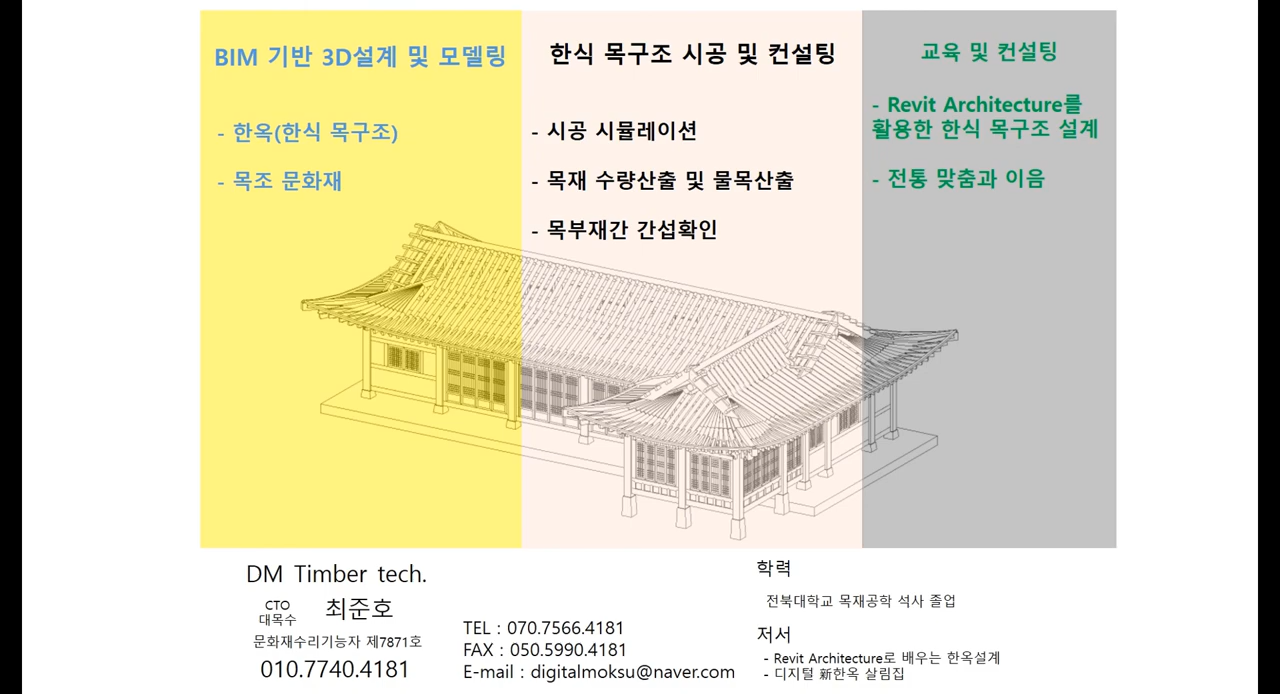 BIM 기반 3D설계 및 모델링
- 한옥(한식 목구조)
- 목조 문화재
한식 목구조 시공 및 컨설팅
- 시공 시뮬레이션
- 목재 수량산출 및 물목산출
- 목부재간 간섭확인
교육 및 컨설팅
- Revit Architecture를
활용한 한식 목구조 설계
- 전통 맞춤과 이음
DM Timber tech.
CTO
대목수
최준호
문화재수리기능자 제7871호
010.7740.4181
TEL : 070.7566.4181
FAX : 050.5990.4181
E-mail : digitalmoksu@naver.com
학력
전북대학교 목재공학 석사 졸업
저서
- Revit Architecture로 배우는 한옥설계
- 디지털 新한옥 살림집